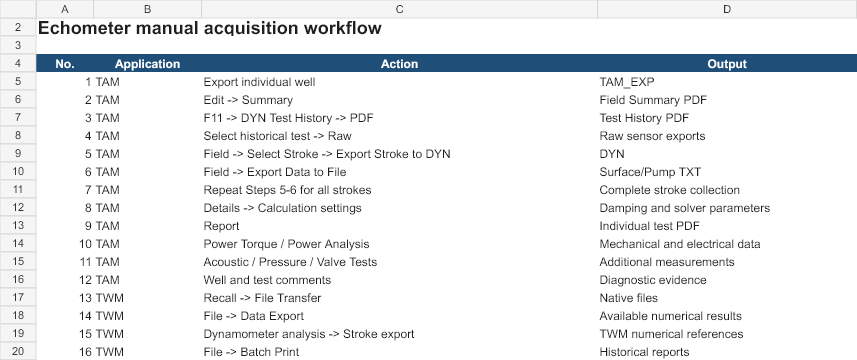 A B C D
2 Echometer manual acquisition workflow
3
4 No. Application Action Output
5 1 TAM Export individual well TAM_EXP
6 2 TAM Edit -> Summary Field Summary PDF
7 3 TAM F11 -> DYN Test History -> PDF Test History PDF
8 4 TAM Select historical test -> Raw Raw sensor exports
9 5 TAM Field -> Select Stroke -> Export Stroke to DYN DYN
10 6 TAM Field -> Export Data to File Surface/Pump TXT
11 7 TAM Repeat Steps 5-6 for all strokes Complete stroke collection
12 8 TAM Details -> Calculation settings Damping and solver parameters
13 9 TAM Report Individual test PDF
14 10 TAM Power Torque / Power Analysis Mechanical and electrical data
15 11 TAM Acoustic / Pressure / Valve Tests Additional measurements
16 12 TAM Well and test comments Diagnostic evidence
17 13 TWM Recall -> File Transfer Native files
18 14 TWM File -> Data Export Available numerical results
19 15 TWM Dynamometer analysis -> Stroke export TWM numerical references
20 16 TWM File -> Batch Print Historical reports